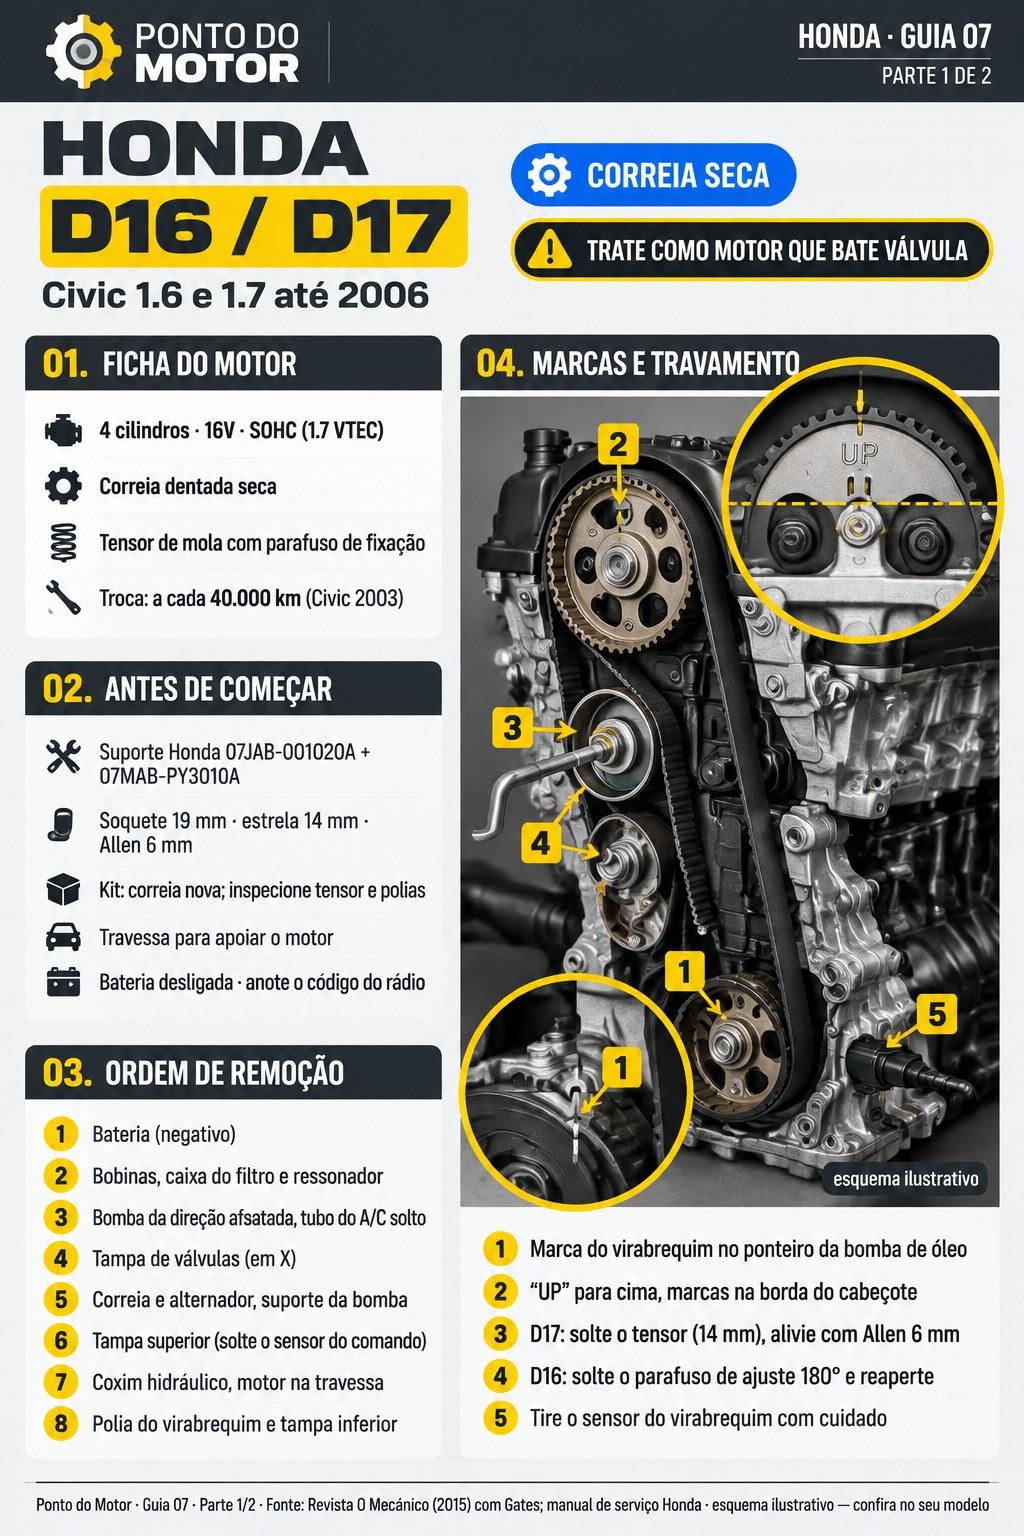 PONTO DO
MOTOR
HONDA · GUIA 07
PARTE 1 DE 2
HONDA
D16 / D17
Civic 1.6 e 1.7 até 2006
CORREIA SECA
TRATE COMO MOTOR QUE BATE VÁLVULA
01. FICHA DO MOTOR
4 cilindros · 16V · SOHC (1.7 VTEC)
Correia dentada seca
Tensor de mola com parafuso de fixação
Troca: a cada 40.000 km (Civic 2003)
02. ANTES DE COMEÇAR
Suporte Honda 07JAB-001020A +
07MAB-PY3010A
Soquete 19 mm · estrela 14 mm ·
Allen 6 mm
Kit: correia nova; inspecione tensor e polias
Travessa para apoiar o motor
Bateria desligada · anote o código do rádio
03. ORDEM DE REMOÇÃO
1 Bateria (negativo)
2 Bobinas, caixa do filtro e ressonador
3 Bomba da direção afsatada, tubo do A/C solto
4 Tampa de válvulas (em X)
5 Correia e alternador, suporte da bomba
6 Tampa superior (solte o sensor do comando)
7 Coxim hidráulico, motor na travessa
8 Polia do virabrequim e tampa inferior
04. MARCAS E TRAVAMENTO
UP
2
3
4
1
5
1
esquema ilustrativo
1 Marca do virabrequim no ponteiro da bomba de óleo
2 “UP” para cima, marcas na borda do cabeçote
3 D17: solte o tensor (14 mm), alivie com Allen 6 mm
4 D16: solte o parafuso de ajuste 180° e reaperte
5 Tire o sensor do virabrequim com cuidado
Ponto do Motor · Guia 07 · Parte 1/2 · Fonte: Revista O Mecánico (2015) com Gates; manual de serviço Honda · esquema ilustrativo — confira no seu modelo